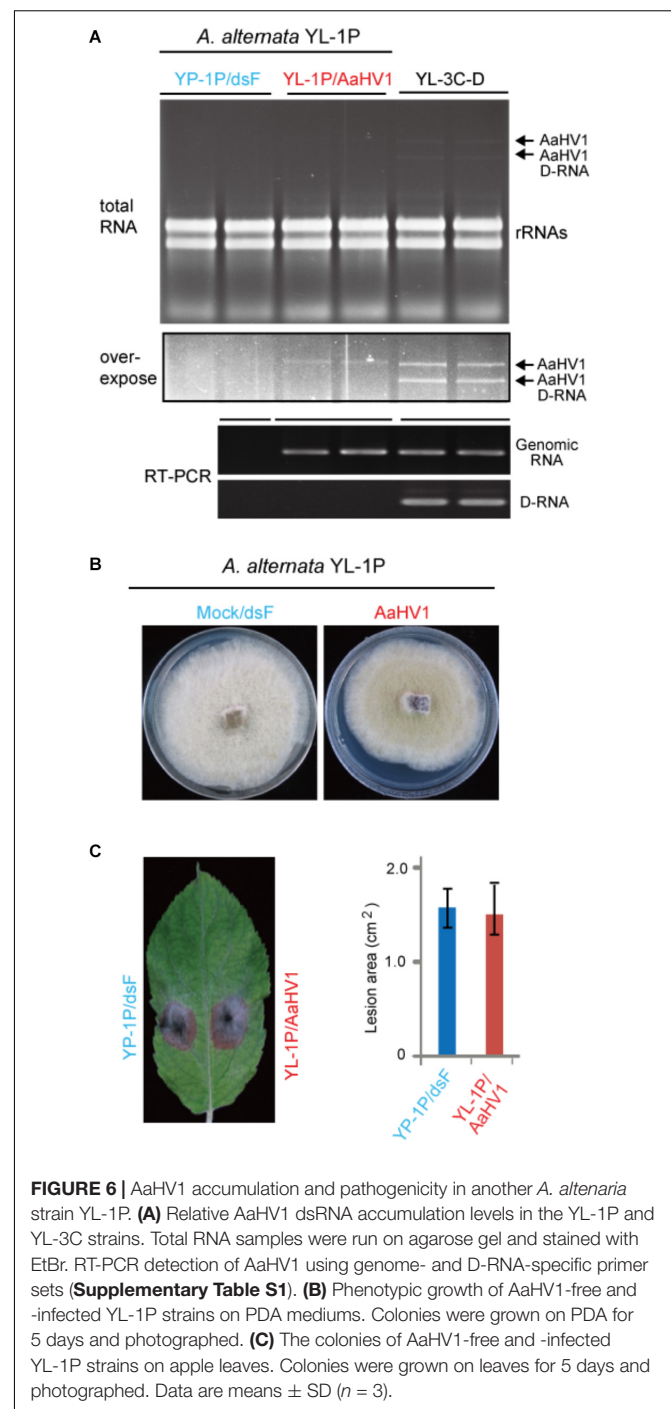 A
A. alternata YL-1P
YP-1P/dsF YL-1P/AaHV1 YL-3C-D
AaHV1
AaHV1
D-RNA
total
RNA
rRNAs
over-
expose
AaHV1
AaHV1
D-RNA
RT-PCR
Genomic
RNA
D-RNA
B
A. alternata YL-1P
Mock/dsF AaHV1
C
YP-1P/dsF
YL-1P/AaHV1
Lesion area (cm²)
2.0
1.0
0
YP-1P/dsF
YL-1P/
AaHV1
FIGURE 6 | AaHV1 accumulation and pathogenicity in another A. altenaria
strain YL-1P. (A) Relative AaHV1 dsRNA accumulation levels in the YL-1P and
YL-3C strains. Total RNA samples were run on agarose gel and stained with
EtBr. RT-PCR detection of AaHV1 using genome- and D-RNA-specific primer
sets (Supplementary Table S1). (B) Phenotypic growth of AaHV1-free and
-infected YL-1P strains on PDA mediums. Colonies were grown on PDA for
5 days and photographed. (C) The colonies of AaHV1-free and -infected
YL-1P strains on apple leaves. Colonies were grown on leaves for 5 days and
photographed. Data are means ± SD (n = 3).